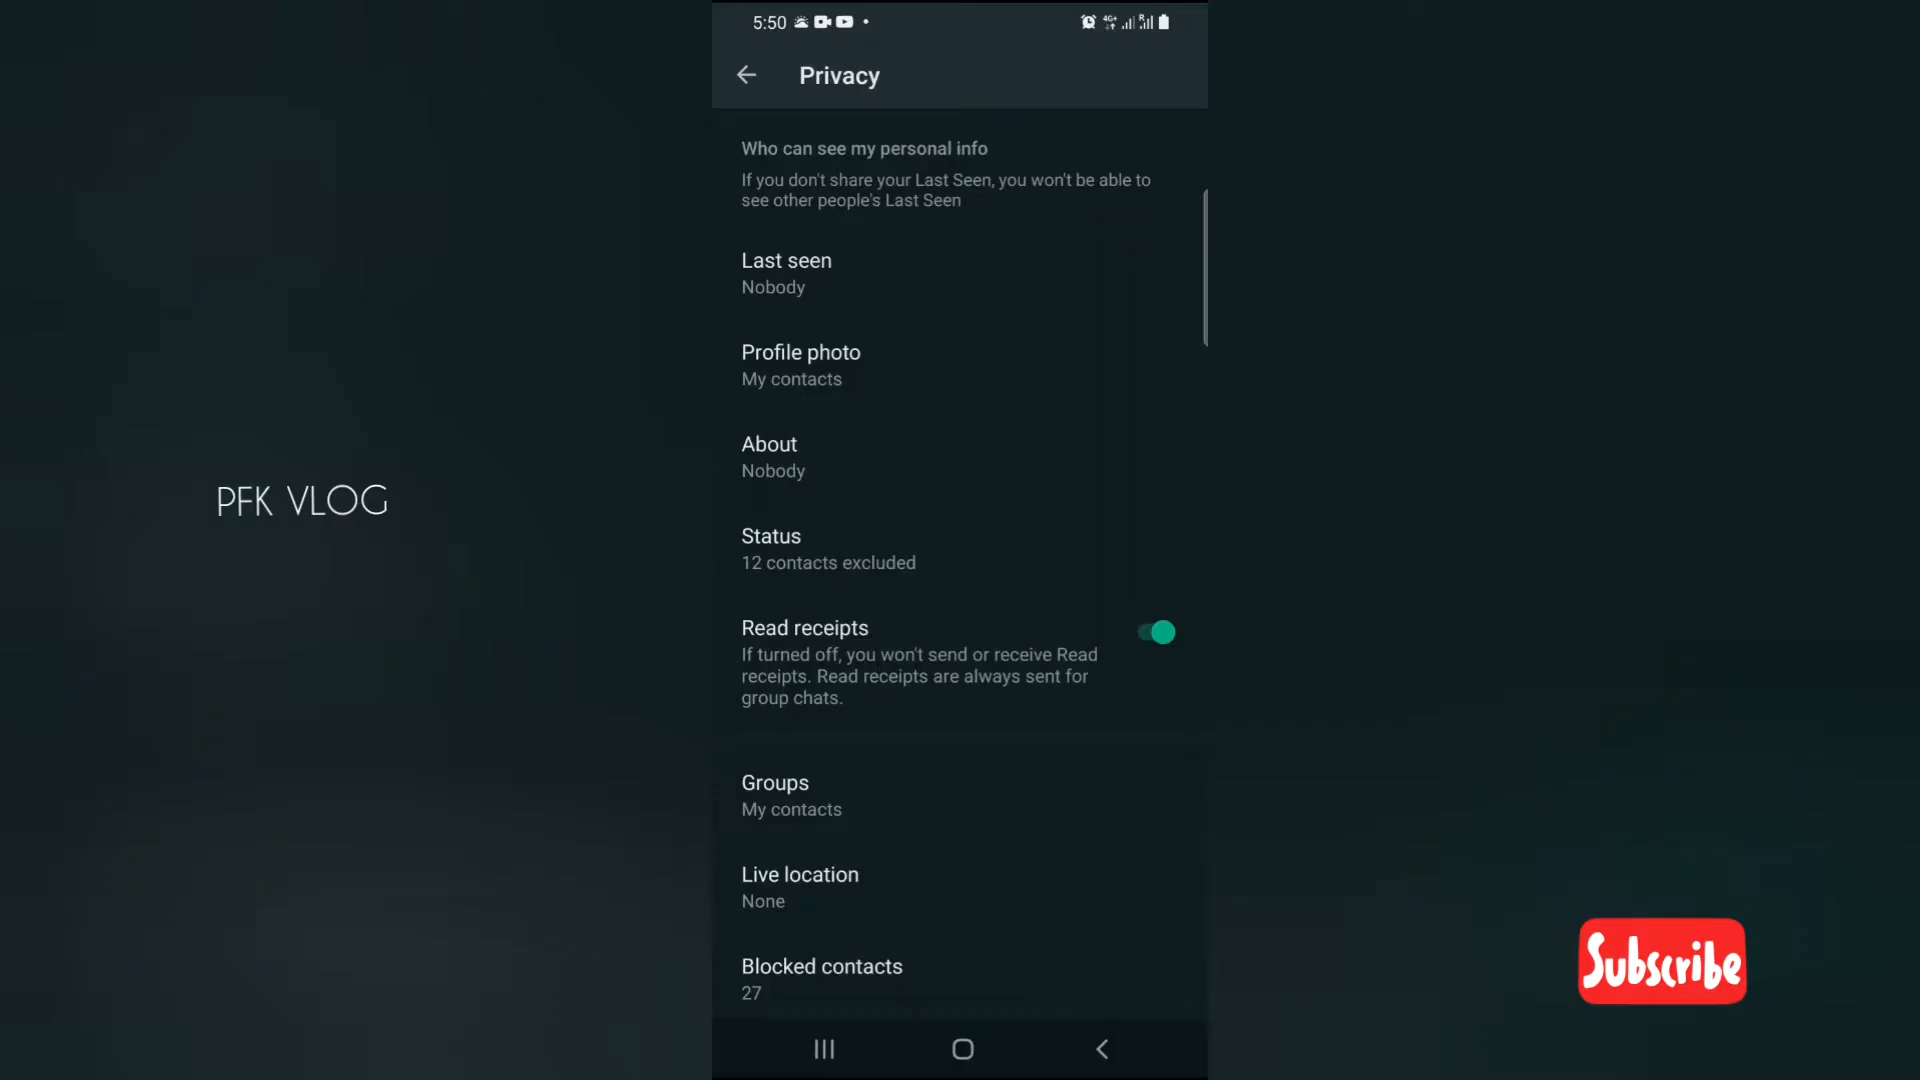 5:50
4G+
R
Privacy
Who can see my personal info
If you don't share your Last Seen, you won't be able to
see other people's Last Seen
Last seen
Nobody
Profile photo
My contacts
About
Nobody
PFK VLOG
Status
12 contacts excluded
Read receipts
If turned off, you won't send or receive Read
receipts. Read receipts are always sent for
group chats.
Groups
My contacts
Live location
None
Blocked contacts
27
Subscribe